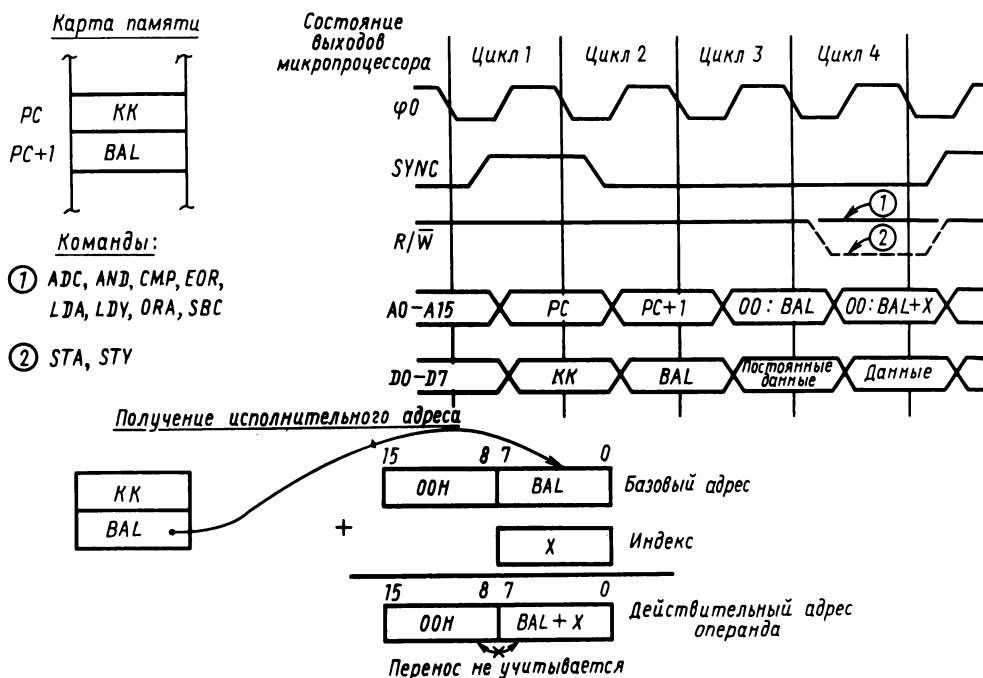 Карта памяти
PC КК
PC+1 BAL
Команды:
① ADC, AND, CMP, EOR,
LDA, LDY, ORA, SBC
② STA, STY
Состояние
выходов
микропроцессора
Цикл 1 Цикл 2 Цикл 3 Цикл 4
φ0
SYNC
R/W̅
①
②
A0-A15 PC PC+1 00 : BAL 00: BAL+X
D0-D7 КК BAL Постоянные данные Данные
Получение исполнительного адреса
КК
BAL
15 8 7 0
00H BAL Базовый адрес
+
X Индекс
15 8 7 0
00H BAL + X Действительный адрес
операнда
Перенос не учитывается